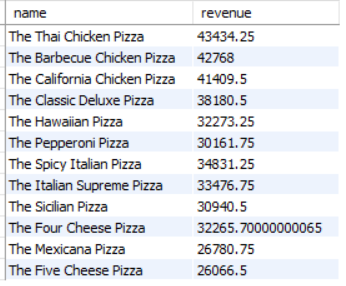 name revenue
The Thai Chicken Pizza 43434.25
The Barbecue Chicken Pizza 42768
The California Chicken Pizza 41409.5
The Classic Deluxe Pizza 38180.5
The Hawaiian Pizza 32273.25
The Pepperoni Pizza 30161.75
The Spicy Italian Pizza 34831.25
The Italian Supreme Pizza 33476.75
The Sicilian Pizza 30940.5
The Four Cheese Pizza 32265.70000000065
The Mexicana Pizza 26780.75
The Five Cheese Pizza 26066.5